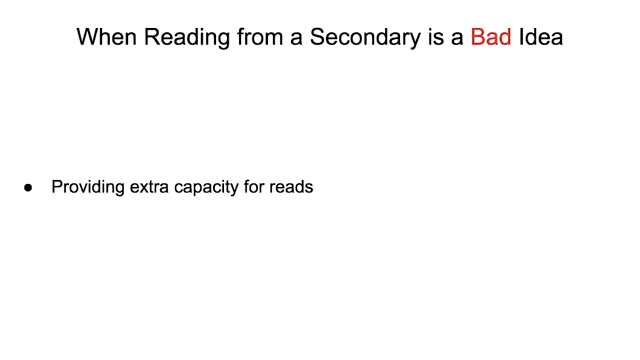 When Reading from a Secondary is a Bad Idea
● Providing extra capacity for reads